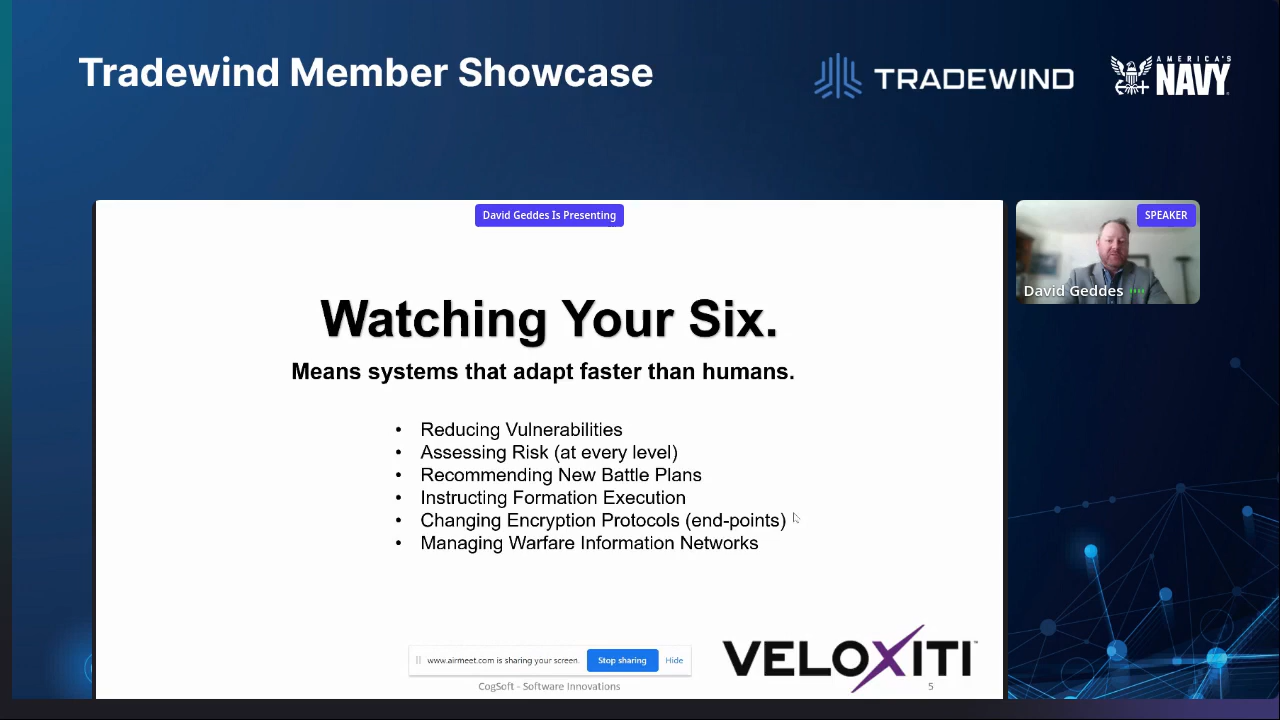 Tradewind Member Showcase
TRADEWIND
AMERICA'S
NAVY
David Geddes Is Presenting
SPEAKER
David Geddes
Watching Your Six.
Means systems that adapt faster than humans.
• Reducing Vulnerabilities
• Assessing Risk (at every level)
• Recommending New Battle Plans
• Instructing Formation Execution
• Changing Encryption Protocols (end-points)
• Managing Warfare Information Networks
www.airmeet.com is sharing your screen.
Stop sharing
Hide
VELOXITI
CogSoft - Software Innovations
5